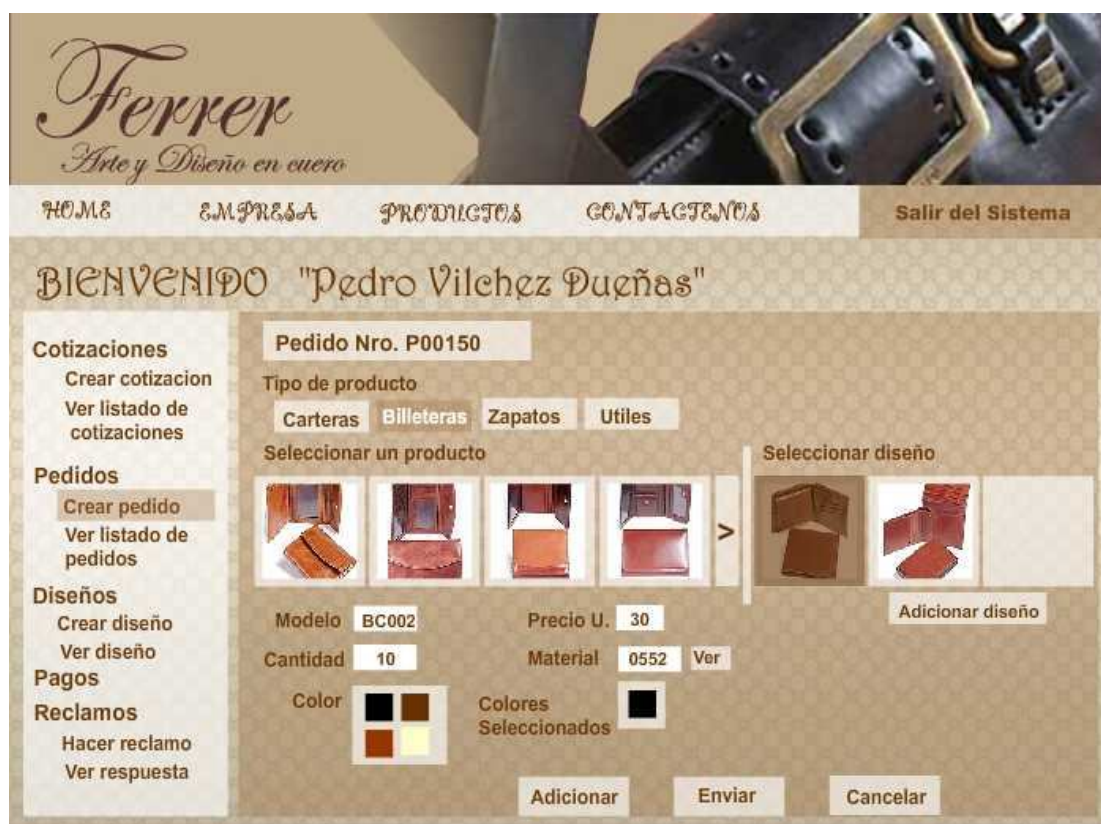 Ferrer
Arte y Diseño en cuero
HOME EMPRESA PRODUCTOS CONTACTENOS Salir del Sistema
BIENVENIDO "Pedro Vilchez Dueñas"
Cotizaciones
Crear cotizacion
Ver listado de
cotizaciones
Pedidos
Crear pedido
Ver listado de
pedidos
Diseños
Crear diseño
Ver diseño
Pagos
Reclamos
Hacer reclamo
Ver respuesta
Pedido Nro. P00150
Tipo de producto
Carteras Billeteras Zapatos Utiles
Seleccionar un producto
>
Seleccionar diseño
Adicionar diseño
Modelo BC002 Precio U. 30
Cantidad 10 Material 0552 Ver
Color Colores
Seleccionados
Adicionar Enviar Cancelar